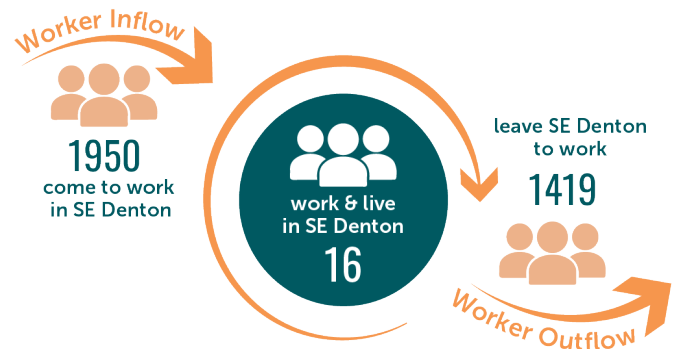 Worker Inflow
1950
come to work
in SE Denton
work & live
in SE Denton
16
leave SE Denton
to work
1419
Worker Outflow